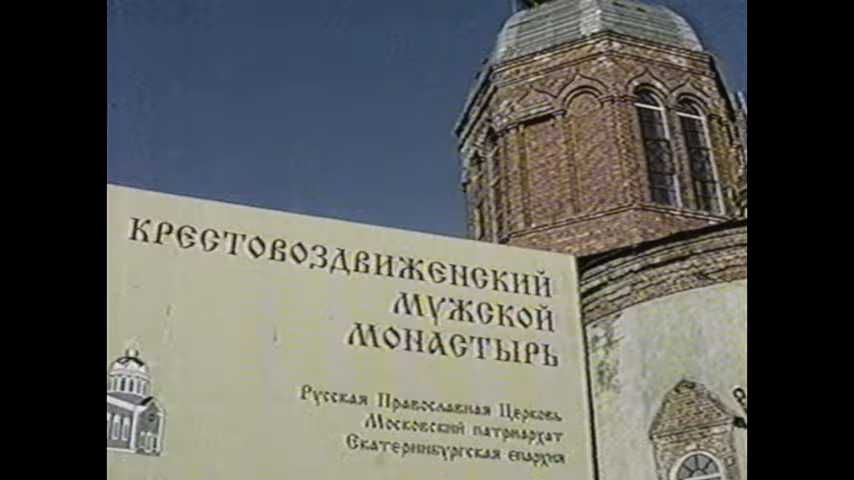 КРЕСТОВОЗДВИЖЕНСКИЙ
МУЖСКОЙ
МОНАСТЫРЬ
Русская Православная Церковь
Московский патриархат
Екатеринбургская епархия